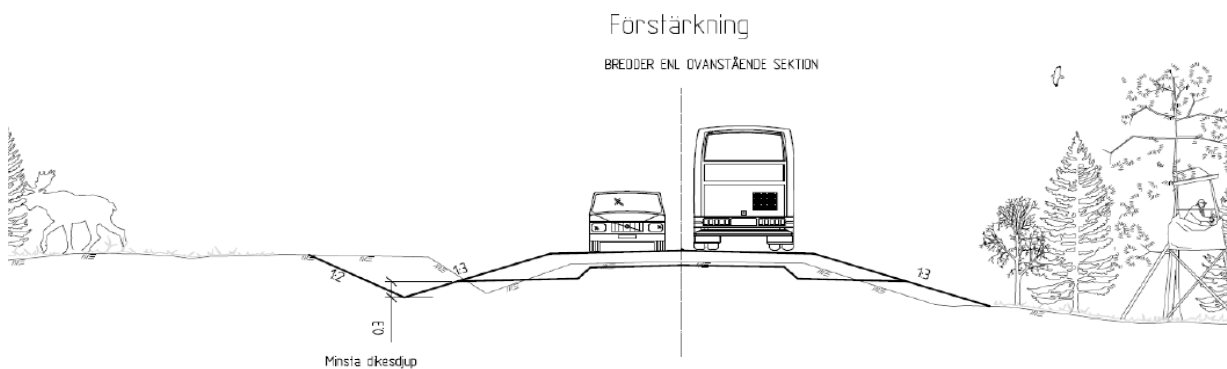 Förstärkning
BREDDER ENL OVANSTÅENDE SEKTION
1:2
1:3
1:3
0,3
Minsta dikesdjup